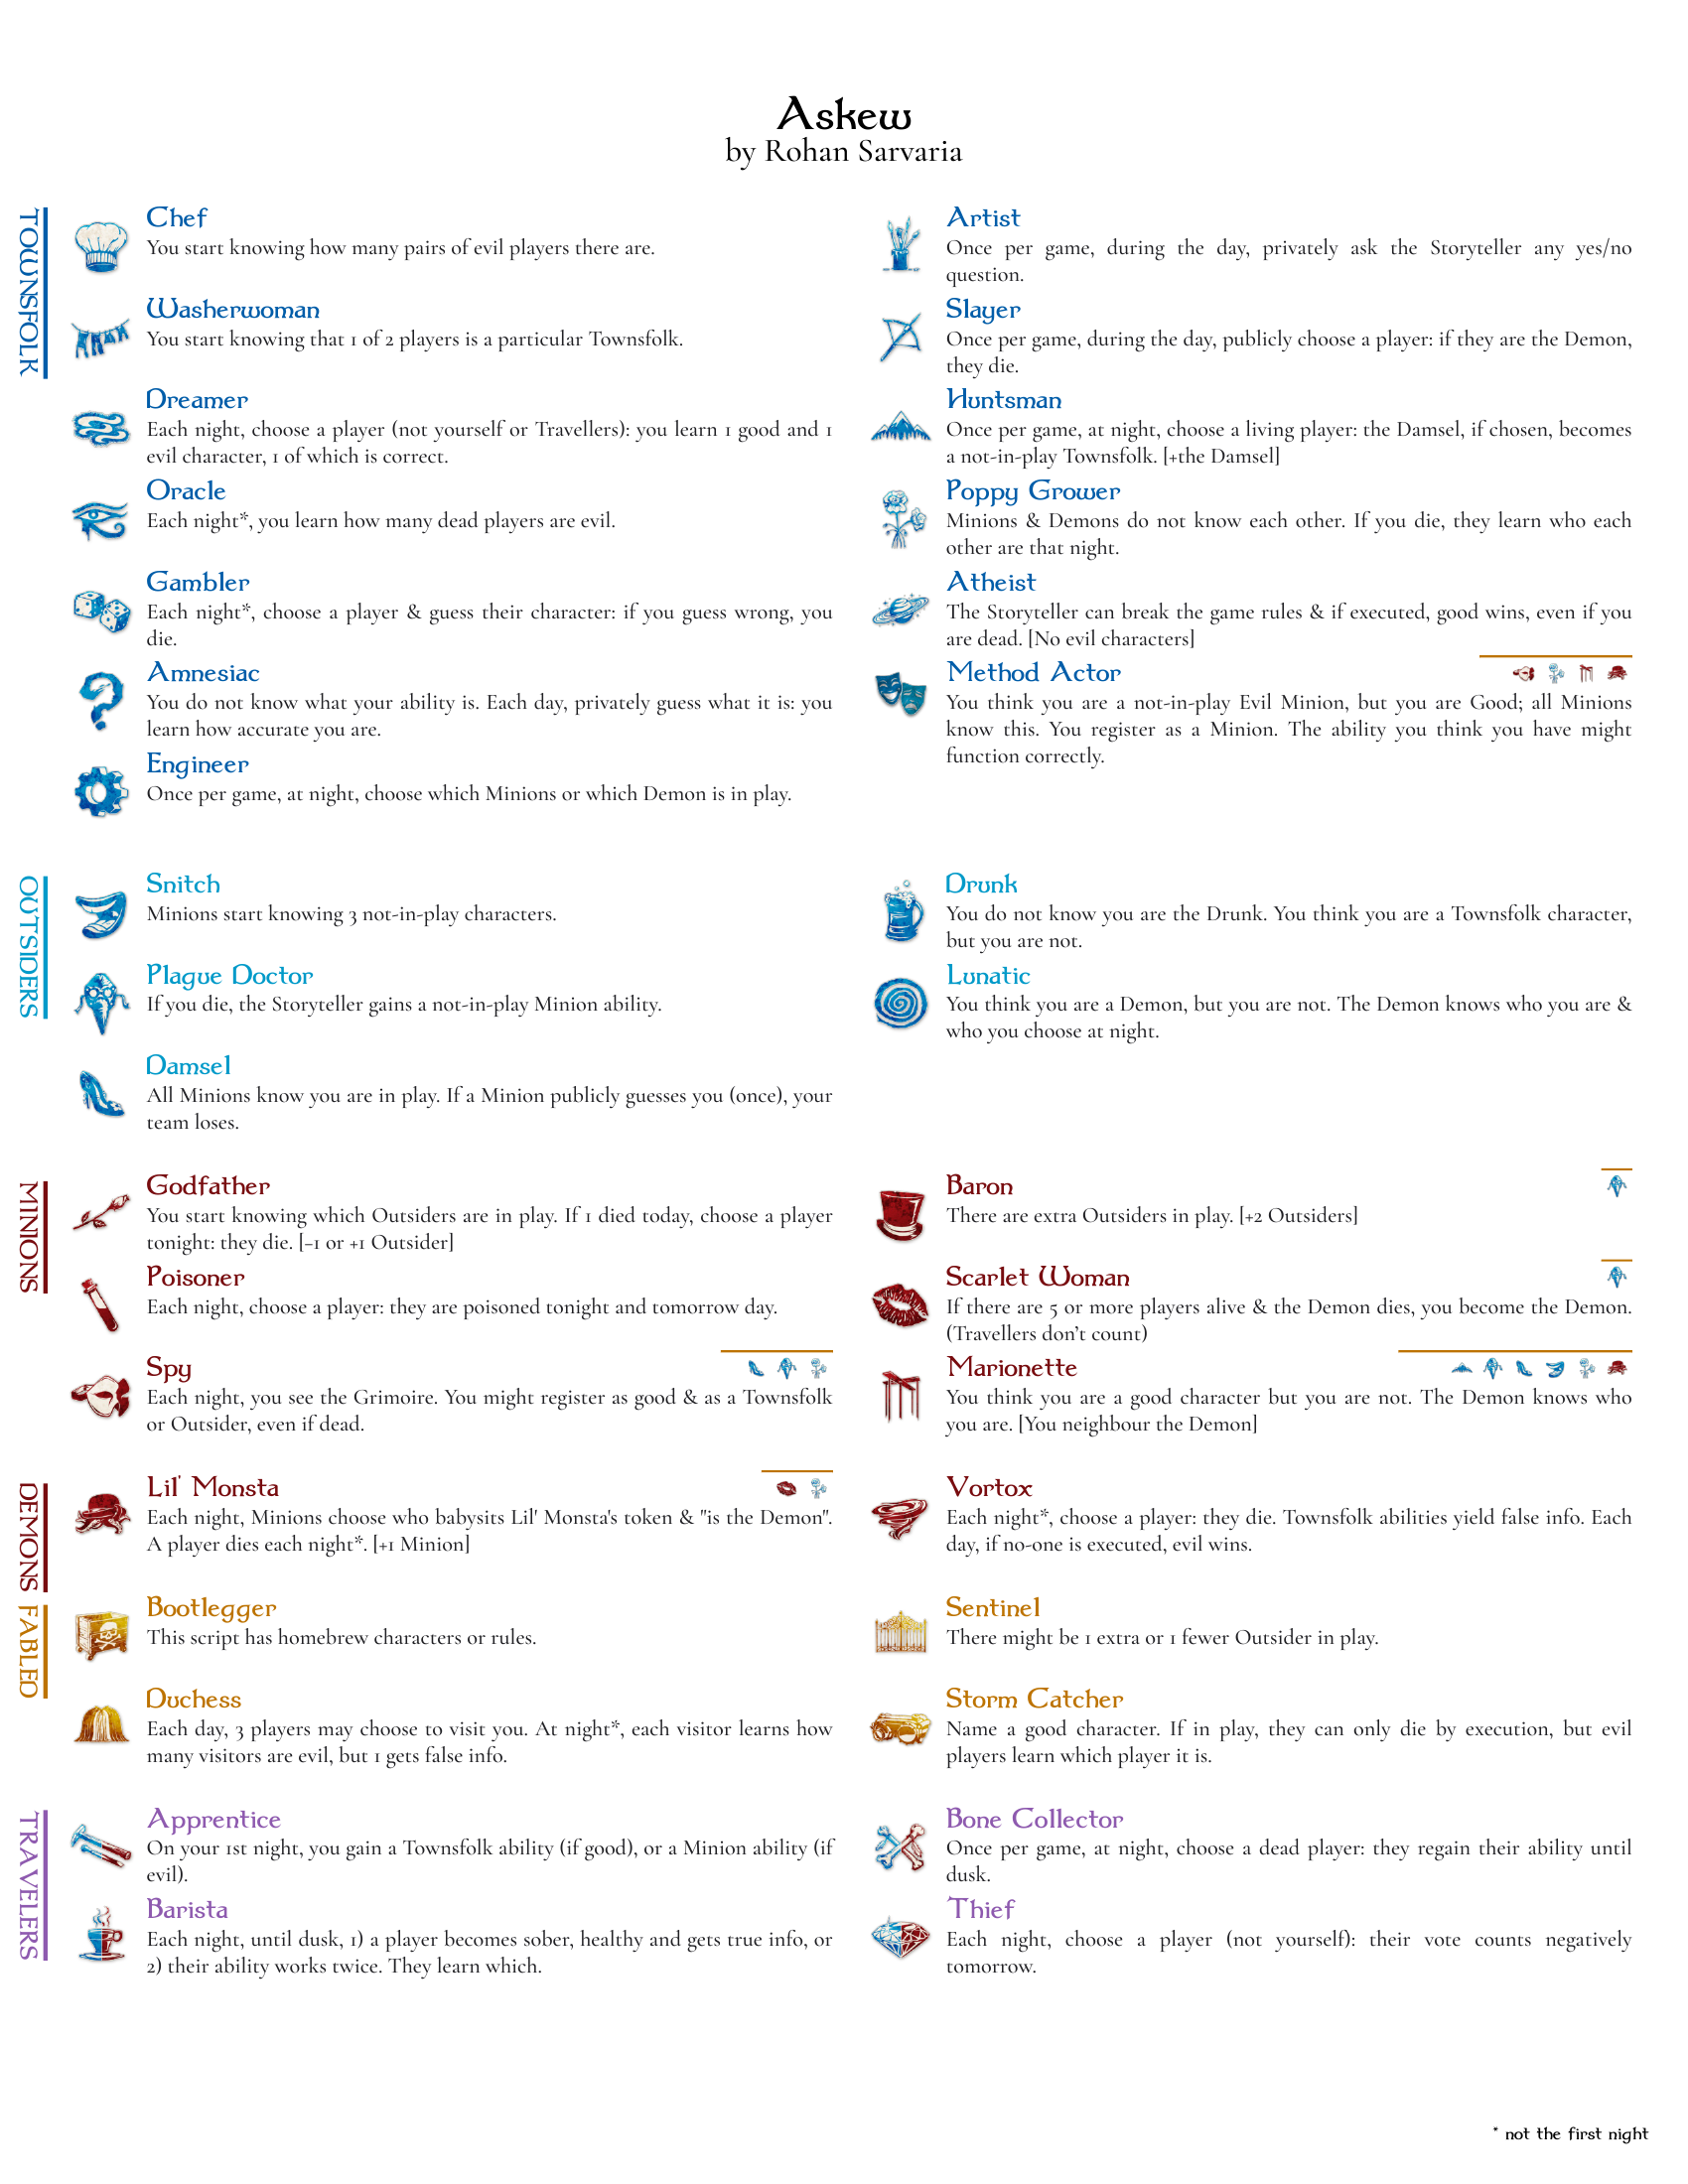 Askew
by Rohan Sarvaria
TOWNSFOLK
Chef
You start knowing how many pairs of evil players there are.
Washerwoman
You start knowing that 1 of 2 players is a particular Townsfolk.
Dreamer
Each night, choose a player (not yourself or Travellers): you learn 1 good and 1
evil character, 1 of which is correct.
Oracle
Each night*, you learn how many dead players are evil.
Gambler
Each night*, choose a player & guess their character: if you guess wrong, you
die.
Amnesiac
You do not know what your ability is. Each day, privately guess what it is: you
learn how accurate you are.
Engineer
Once per game, at night, choose which Minions or which Demon is in play.
Artist
Once per game, during the day, privately ask the Storyteller any yes/no
question.
Slayer
Once per game, during the day, publicly choose a player: if they are the Demon,
they die.
Huntsman
Once per game, at night, choose a living player: the Damsel, if chosen, becomes
a not-in-play Townsfolk. [+the Damsel]
Poppy Grower
Minions & Demons do not know each other. If you die, they learn who each
other are that night.
Atheist
The Storyteller can break the game rules & if executed, good wins, even if you
are dead. [No evil characters]
Method Actor
You think you are a not-in-play Evil Minion, but you are Good; all Minions
know this. You register as a Minion. The ability you think you have might
function correctly.
OUTSIDERS
Snitch
Minions start knowing 3 not-in-play characters.
Plague Doctor
If you die, the Storyteller gains a not-in-play Minion ability.
Damsel
All Minions know you are in play. If a Minion publicly guesses you (once), your
team loses.
Drunk
You do not know you are the Drunk. You think you are a Townsfolk character,
but you are not.
Lunatic
You think you are a Demon, but you are not. The Demon knows who you are &
who you choose at night.
MINIONS
Godfather
You start knowing which Outsiders are in play. If 1 died today, choose a player
tonight: they die. [−1 or +1 Outsider]
Poisoner
Each night, choose a player: they are poisoned tonight and tomorrow day.
Spy
Each night, you see the Grimoire. You might register as good & as a Townsfolk
or Outsider, even if dead.
Baron
There are extra Outsiders in play. [+2 Outsiders]
Scarlet Woman
If there are 5 or more players alive & the Demon dies, you become the Demon.
(Travellers don’t count)
Marionette
You think you are a good character but you are not. The Demon knows who
you are. [You neighbour the Demon]
DEMONS
Lil' Monsta
Each night, Minions choose who babysits Lil' Monsta's token & "is the Demon".
A player dies each night*. [+1 Minion]
Vortox
Each night*, choose a player: they die. Townsfolk abilities yield false info. Each
day, if no-one is executed, evil wins.
FABLED
Bootlegger
This script has homebrew characters or rules.
Duchess
Each day, 3 players may choose to visit you. At night*, each visitor learns how
many visitors are evil, but 1 gets false info.
Sentinel
There might be 1 extra or 1 fewer Outsider in play.
Storm Catcher
Name a good character. If in play, they can only die by execution, but evil
players learn which player it is.
TRAVELERS
Apprentice
On your 1st night, you gain a Townsfolk ability (if good), or a Minion ability (if
evil).
Barista
Each night, until dusk, 1) a player becomes sober, healthy and gets true info, or
2) their ability works twice. They learn which.
Bone Collector
Once per game, at night, choose a dead player: they regain their ability until
dusk.
Thief
Each night, choose a player (not yourself): their vote counts negatively
tomorrow.
* not the first night